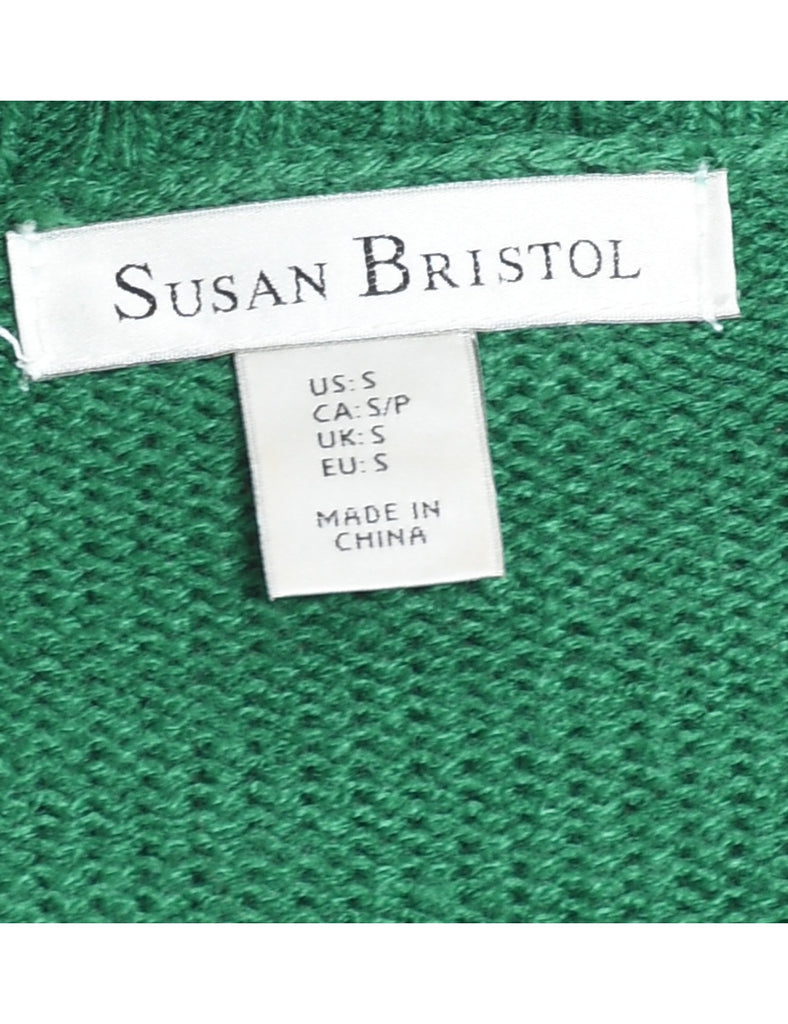 SUSAN BRISTOL
US: S
CA: S/P
UK: S
EU: S
MADE IN
CHINA